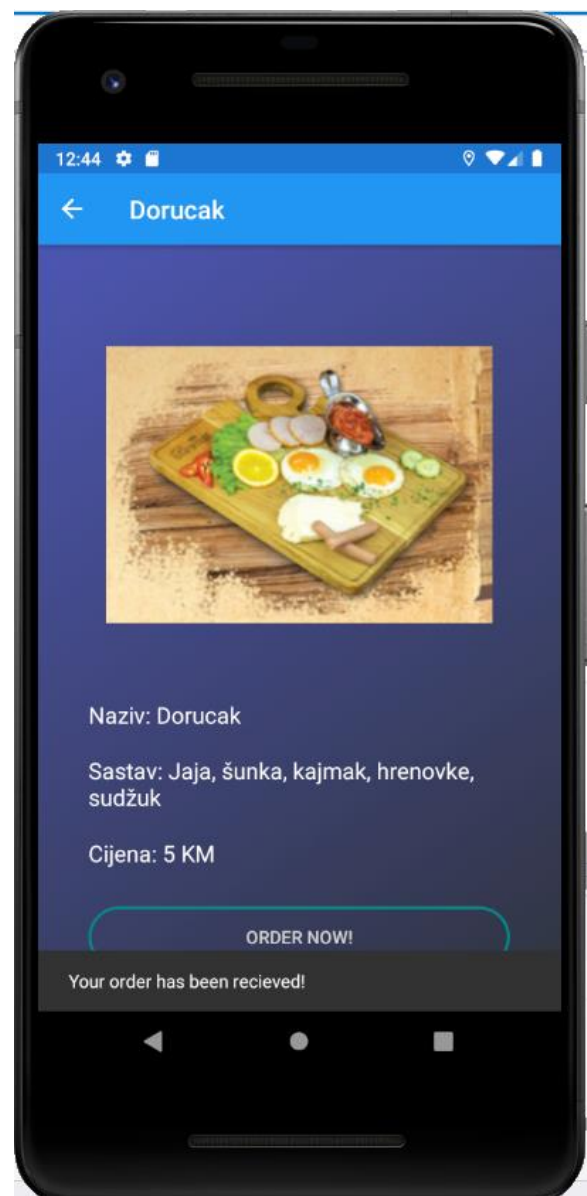 12:44
Dorucak
Naziv: Dorucak
Sastav: Jaja, šunka, kajmak, hrenovke,
sudžuk
Cijena: 5 KM
ORDER NOW!
Your order has been recieved!